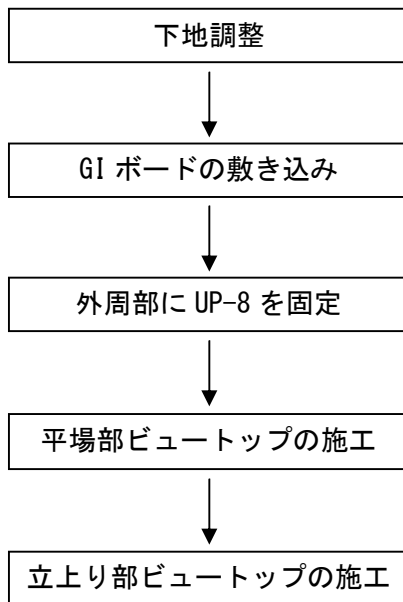 下地調整
GI ボードの敷き込み
外周部に UP-8 を固定
平場部ビュートップの施工
立上り部ビュートップの施工